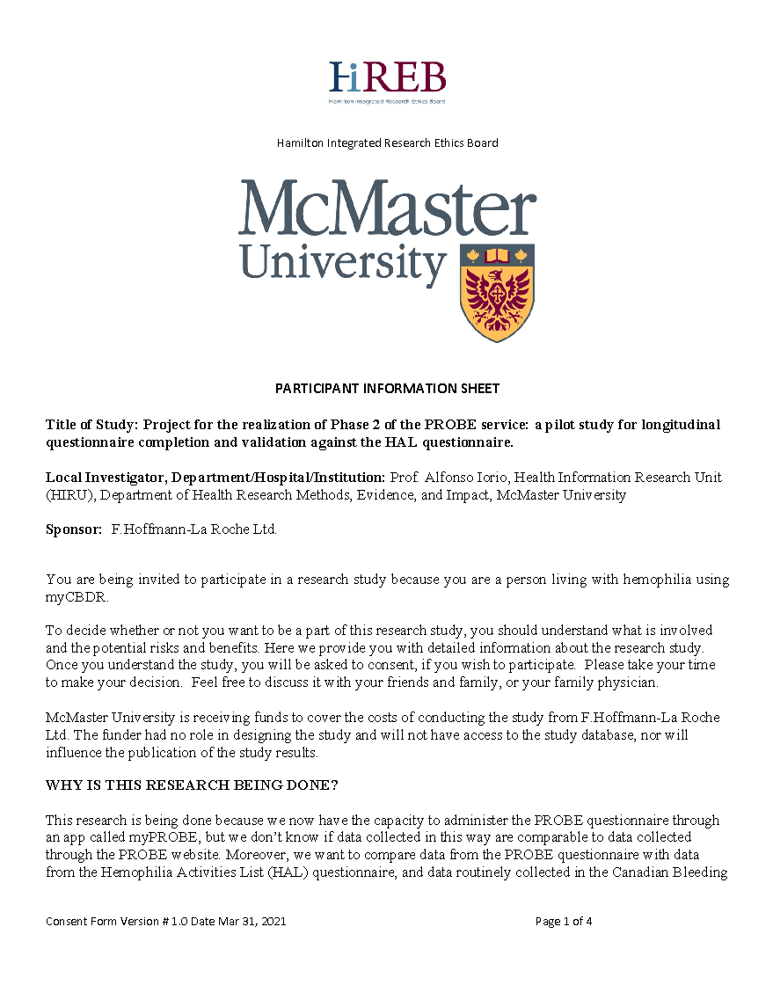 HiREB
Hamilton Integrated Research Ethics Board
Hamilton Integrated Research Ethics Board
McMaster
University
PARTICIPANT INFORMATION SHEET
Title of Study: Project for the realization of Phase 2 of the PROBE service: a pilot study for longitudinal
questionnaire completion and validation against the HAL questionnaire.
Local Investigator, Department/Hospital/Institution: Prof. Alfonso Iorio, Health Information Research Unit
(HIRU), Department of Health Research Methods, Evidence, and Impact, McMaster University
Sponsor: F.Hoffmann-La Roche Ltd.
You are being invited to participate in a research study because you are a person living with hemophilia using
myCBDR.
To decide whether or not you want to be a part of this research study, you should understand what is involved
and the potential risks and benefits. Here we provide you with detailed information about the research study.
Once you understand the study, you will be asked to consent, if you wish to participate. Please take your time
to make your decision. Feel free to discuss it with your friends and family, or your family physician.
McMaster University is receiving funds to cover the costs of conducting the study from F.Hoffmann-La Roche
Ltd. The funder had no role in designing the study and will not have access to the study database, nor will
influence the publication of the study results.
WHY IS THIS RESEARCH BEING DONE?
This research is being done because we now have the capacity to administer the PROBE questionnaire through
an app called myPROBE, but we don't know if data collected in this way are comparable to data collected
through the PROBE website. Moreover, we want to compare data from the PROBE questionnaire with data
from the Hemophilia Activities List (HAL) questionnaire, and data routinely collected in the Canadian Bleeding
Consent Form Version # 1.0 Date Mar 31, 2021 Page 1 of 4